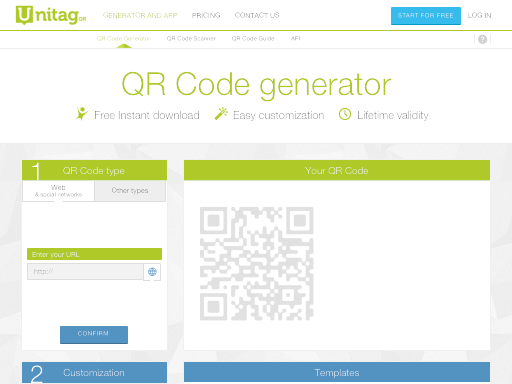 Unitag QR
GENERATOR AND APP PRICING CONTACT US START FOR FREE LOG IN
QR Code Generator QR Code Scanner QR Code Guide API ?
QR Code generator
Free Instant download Easy customization Lifetime validity
1 QR Code type Your QR Code
Web Other types
& social networks
Enter your URL
http://
CONFIRM
2 Customization Templates